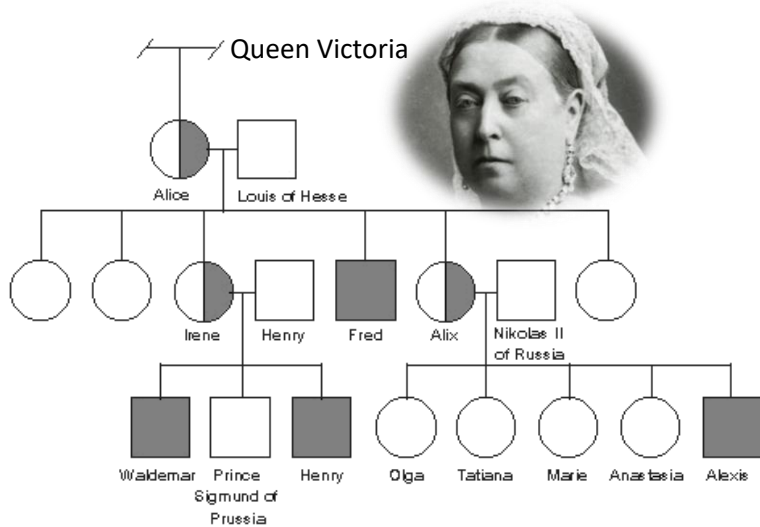 Queen Victoria
Alice
Louis of Hesse
Irene
Henry
Fred
Alix
Nikolas II
of Russia
Waldemar
Prince
Sigmund of
Prussia
Henry
Olga
Tatiana
Marie
Anastasia
Alexis